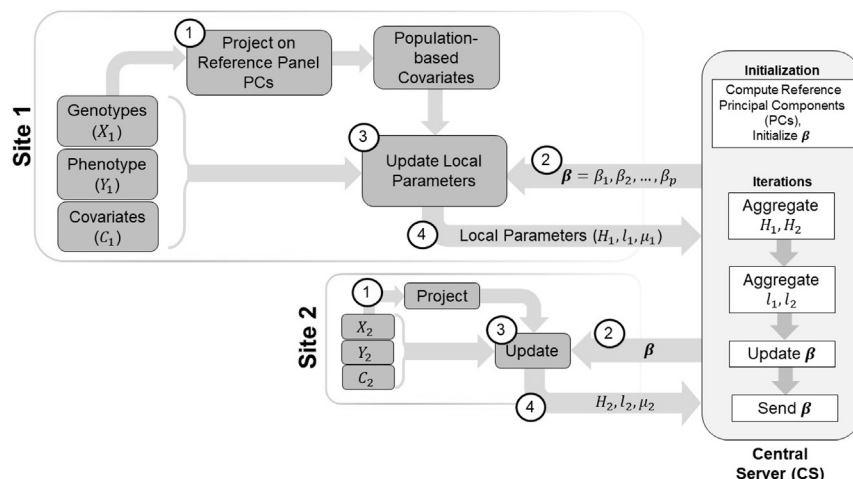 Site 1
1
Project on
Reference Panel
PCs
Population-
based
Covariates
Genotypes
(X₁)
Phenotype
(Y₁)
Covariates
(C₁)
3
Update Local
Parameters
2
β = β₁, β₂, … , βₚ
4
Local Parameters (H₁, l₁, μ₁)
Site 2
1
Project
X₂
Y₂
C₂
3
Update
2
β
4
H₂, l₂, μ₂
Initialization
Compute Reference
Principal Components
(PCs),
Initialize β
Iterations
Aggregate
H₁, H₂
Aggregate
l₁, l₂
Update β
Send β
Central
Server (CS)